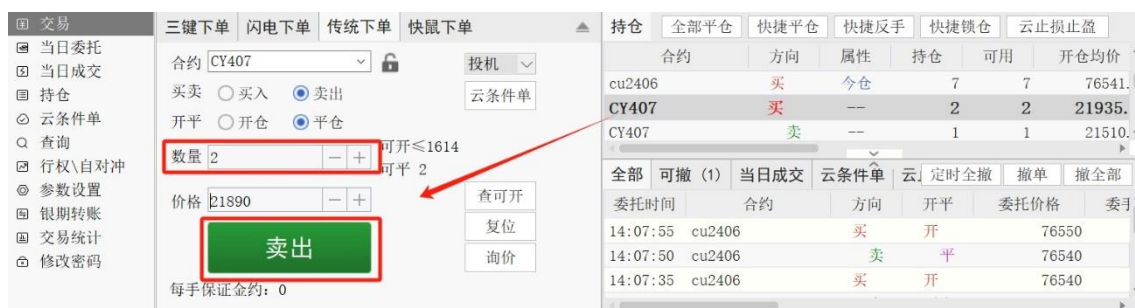 交易
当日委托
当日成交
持仓
云条件单
查询
行权\自对冲
参数设置
银期转账
交易统计
修改密码
三键下单 闪电下单 传统下单 快鼠下单
合约 CY407 投机
买卖 买入 卖出 云条件单
开平 开仓 平仓
数量 2 可开≤1614
可平 2
价格 21890 查可开
卖出 复位
询价
每手保证金约: 0
持仓 全部平仓 快捷平仓 快捷反手 快捷锁仓 云止损止盈
合约 方向 属性 持仓 可用 开仓均价
cu2406 买 今仓 7 7 76541.
CY407 买 -- 2 2 21935.
CY407 卖 -- 1 1 21510.
全部 可撤 (1) 当日成交 云条件单 云 定时全撤 撤单 撤全部
委托时间 合约 方向 开平 委托价格 委手
14:07:55 cu2406 买 开 76550
14:07:50 cu2406 卖 平 76540
14:07:35 cu2406 买 开 76540